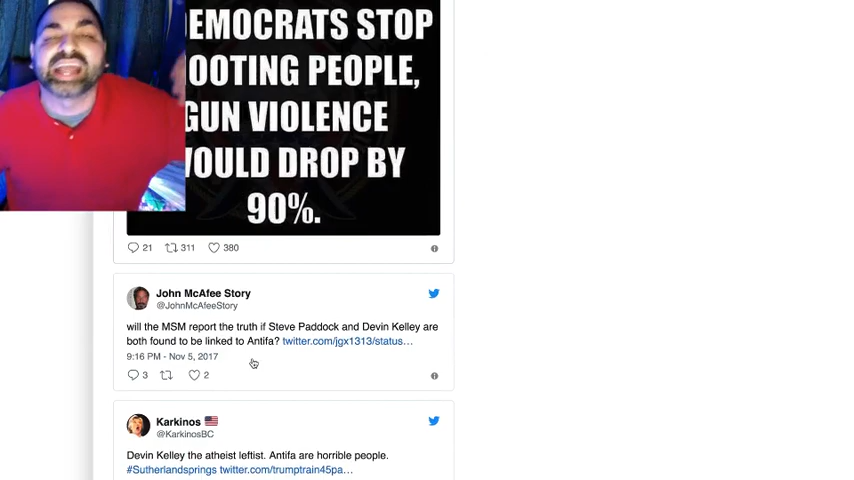 EMOCRATS STOP
OOTING PEOPLE,
GUN VIOLENCE
WOULD DROP BY
90%.
21 311 380
John McAfee Story
@JohnMcAfeeStory
will the MSM report the truth if Steve Paddock and Devin Kelley are
both found to be linked to Antifa? twitter.com/jgx1313/status…
9:16 PM - Nov 5, 2017
3 2
Karkinos
@KarkinosBC
Devin Kelley the atheist leftist. Antifa are horrible people.
#Sutherlandsprings twitter.com/trumptrain45pa…